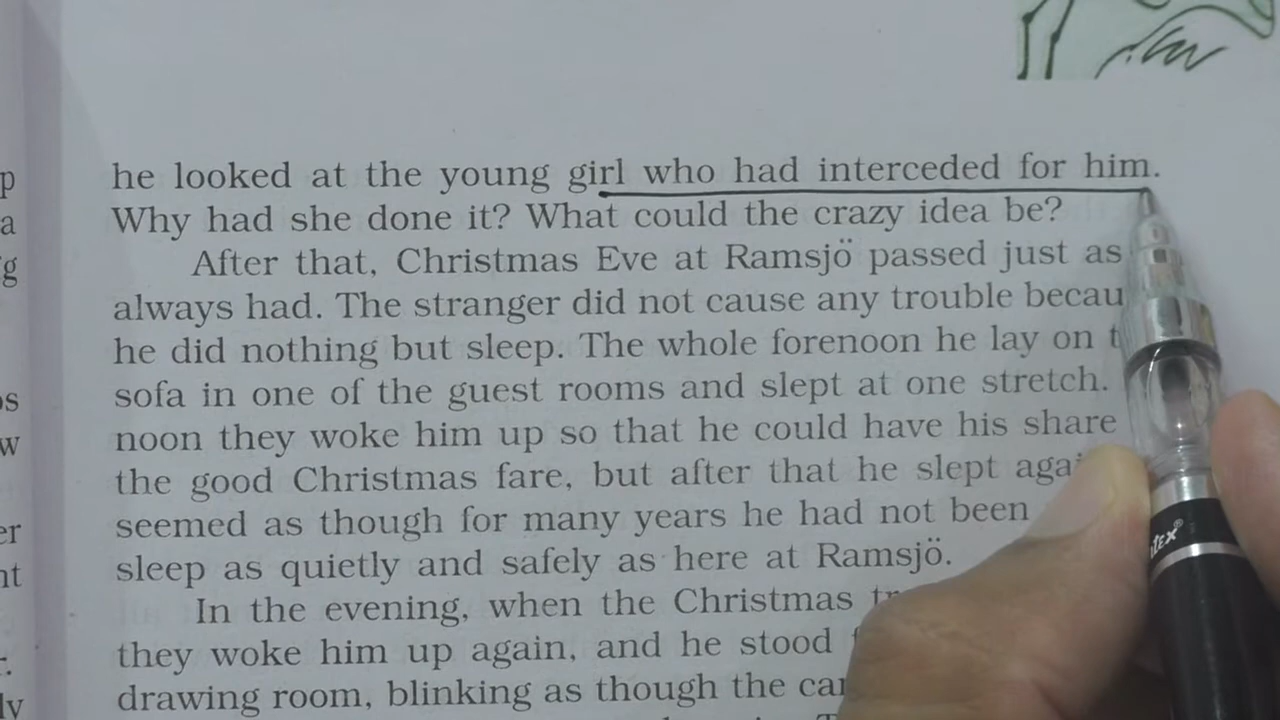 he looked at the young girl who had interceded for him.
Why had she done it? What could the crazy idea be?
After that, Christmas Eve at Ramsjö passed just as
always had. The stranger did not cause any trouble
he did nothing but sleep. The whole forenoon he lay on
sofa in one of the guest rooms and slept at one stretch.
noon they woke him up so that he could have his share
the good Christmas fare, but after that he slept
seemed as though for many years he had not been
sleep as quietly and safely as here at Ramsjö.
In the evening, when the Christmas
they woke him up again, and he stood
drawing room, blinking as though the